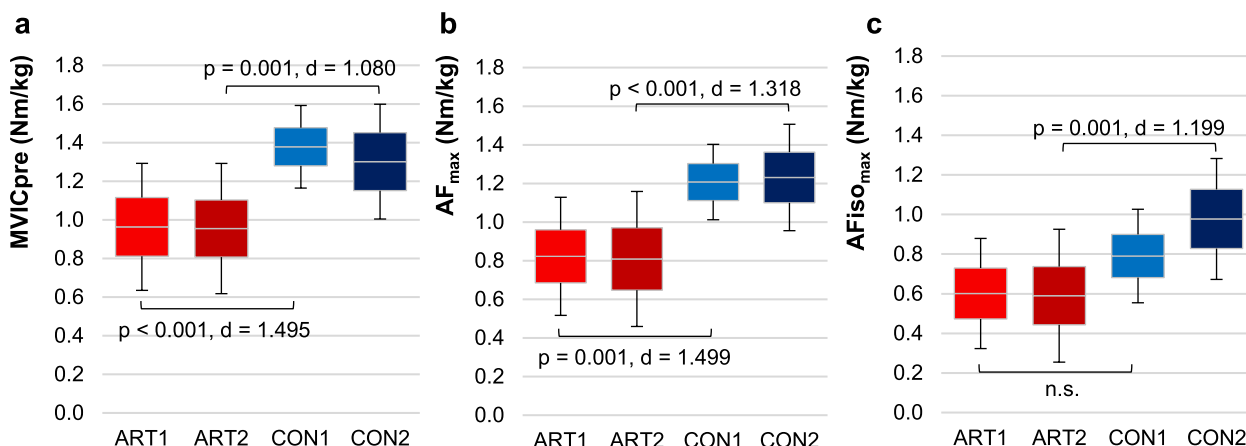 a
MVICpre (Nm/kg)
1.8
1.6
1.4
1.2
1.0
0.8
0.6
0.4
0.2
0.0
p = 0.001, d = 1.080
p < 0.001, d = 1.495
ART1 ART2 CON1 CON2
b
AFmax (Nm/kg)
1.8
1.6
1.4
1.2
1.0
0.8
0.6
0.4
0.2
0.0
p < 0.001, d = 1.318
p = 0.001, d = 1.499
ART1 ART2 CON1 CON2
c
AFisomax (Nm/kg)
1.8
1.6
1.4
1.2
1.0
0.8
0.6
0.4
0.2
0.0
p = 0.001, d = 1.199
n.s.
ART1 ART2 CON1 CON2